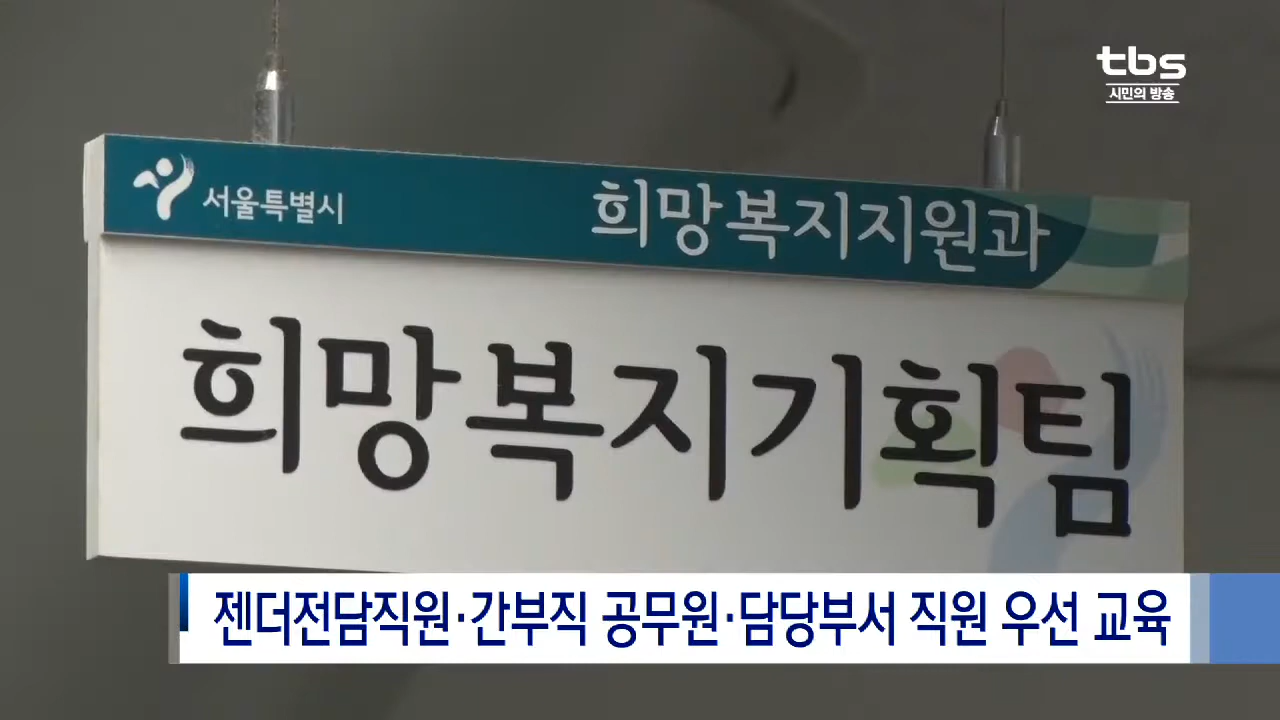 tbs
시민의 방송
서울특별시
희망복지지원과
희망복지기획팀
젠더전담직원·간부직 공무원·담당부서 직원 우선 교육